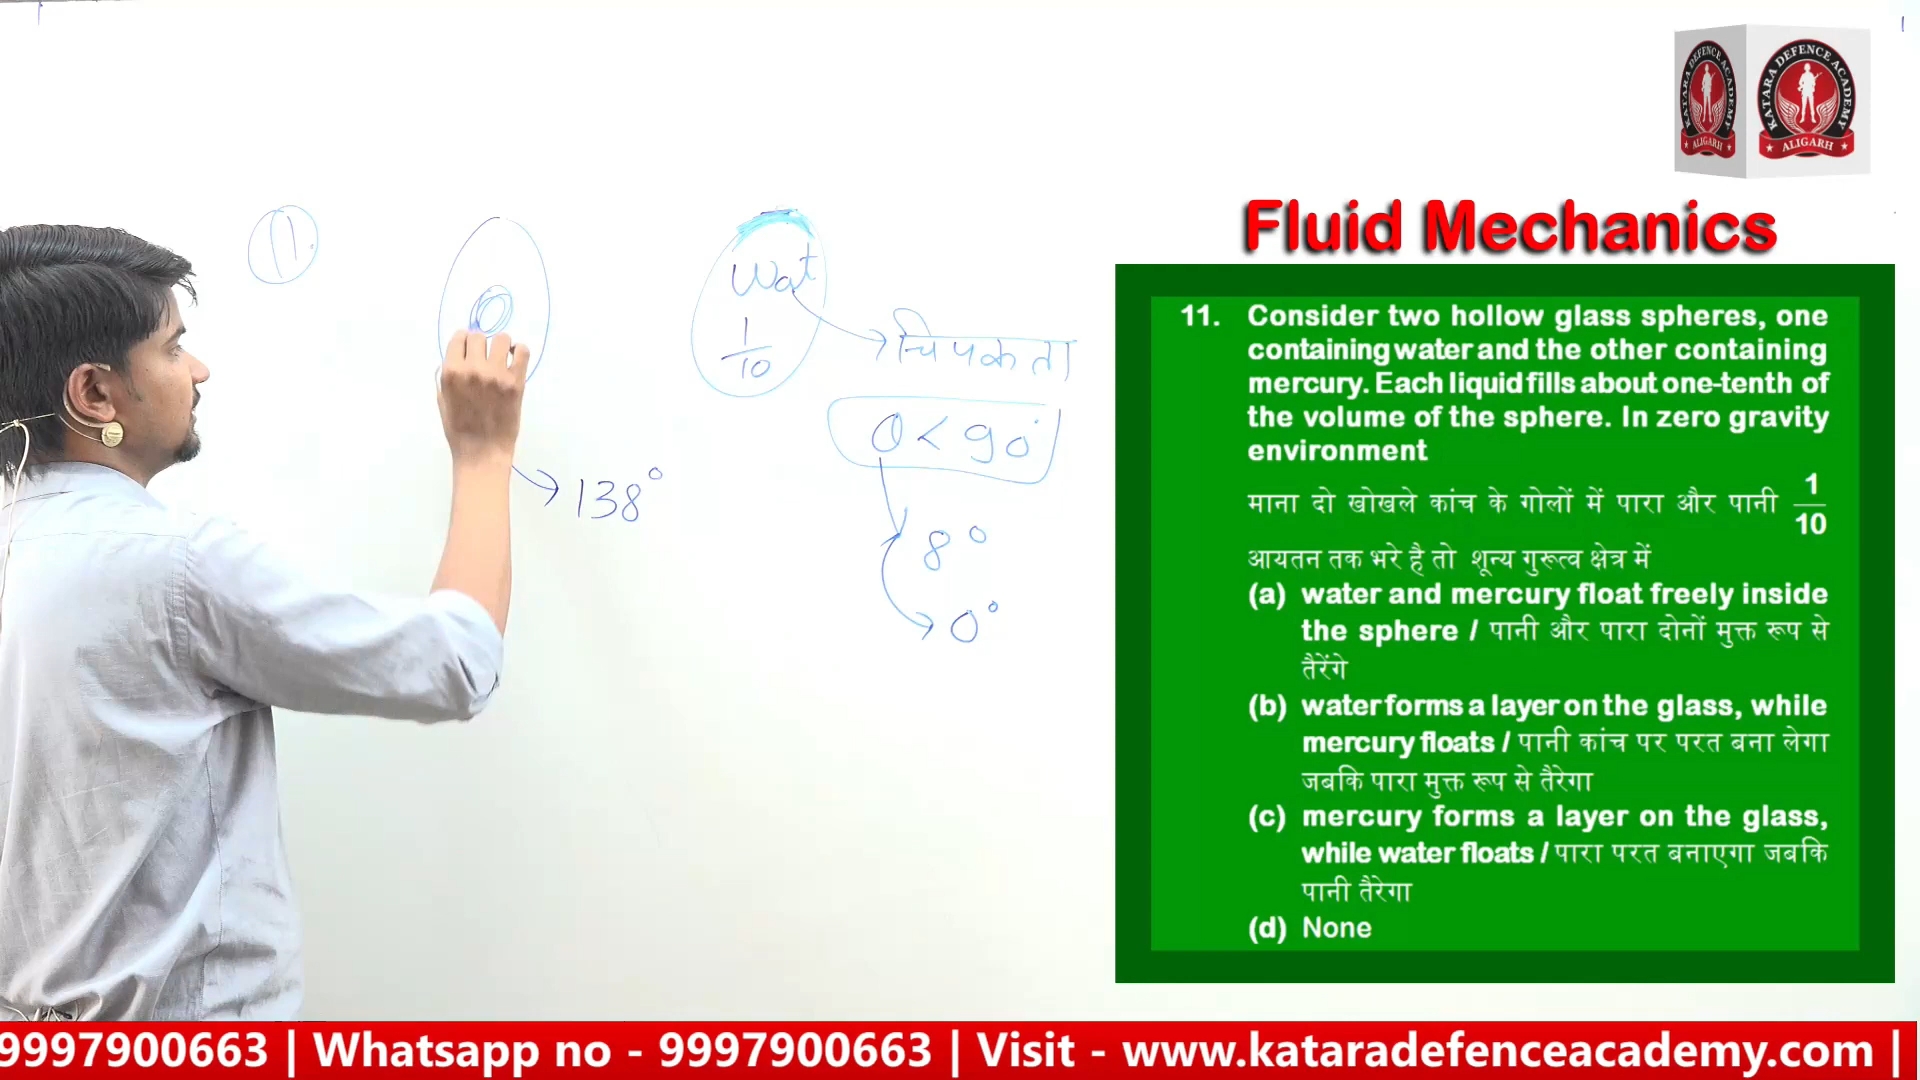 KATARA DEFENCE ACADEMY
ALIGARH
KATARA DEFENCE ACADEMY
ALIGARH
Fluid Mechanics
11.
Wat
1/10
चिपकता
θ < 90°
138°
8°
0°
11. Consider two hollow glass spheres, one
containing water and the other containing
mercury. Each liquid fills about one-tenth of
the volume of the sphere. In zero gravity
environment
माना दो खोखले कांच के गोलों में पारा और पानी 1/10
आयतन तक भरे है तो शून्य गुरूत्व क्षेत्र में
(a) water and mercury float freely inside
the sphere / पानी और पारा दोनों मुक्त रूप से
तैरेंगे
(b) water forms a layer on the glass, while
mercury floats / पानी कांच पर परत बना लेगा
जबकि पारा मुक्त रूप से तैरेगा
(c) mercury forms a layer on the glass,
while water floats / पारा परत बनाएगा जबकि
पानी तैरेगा
(d) None
9997900663 | Whatsapp no - 9997900663 | Visit - www.kataradefenceacademy.com |